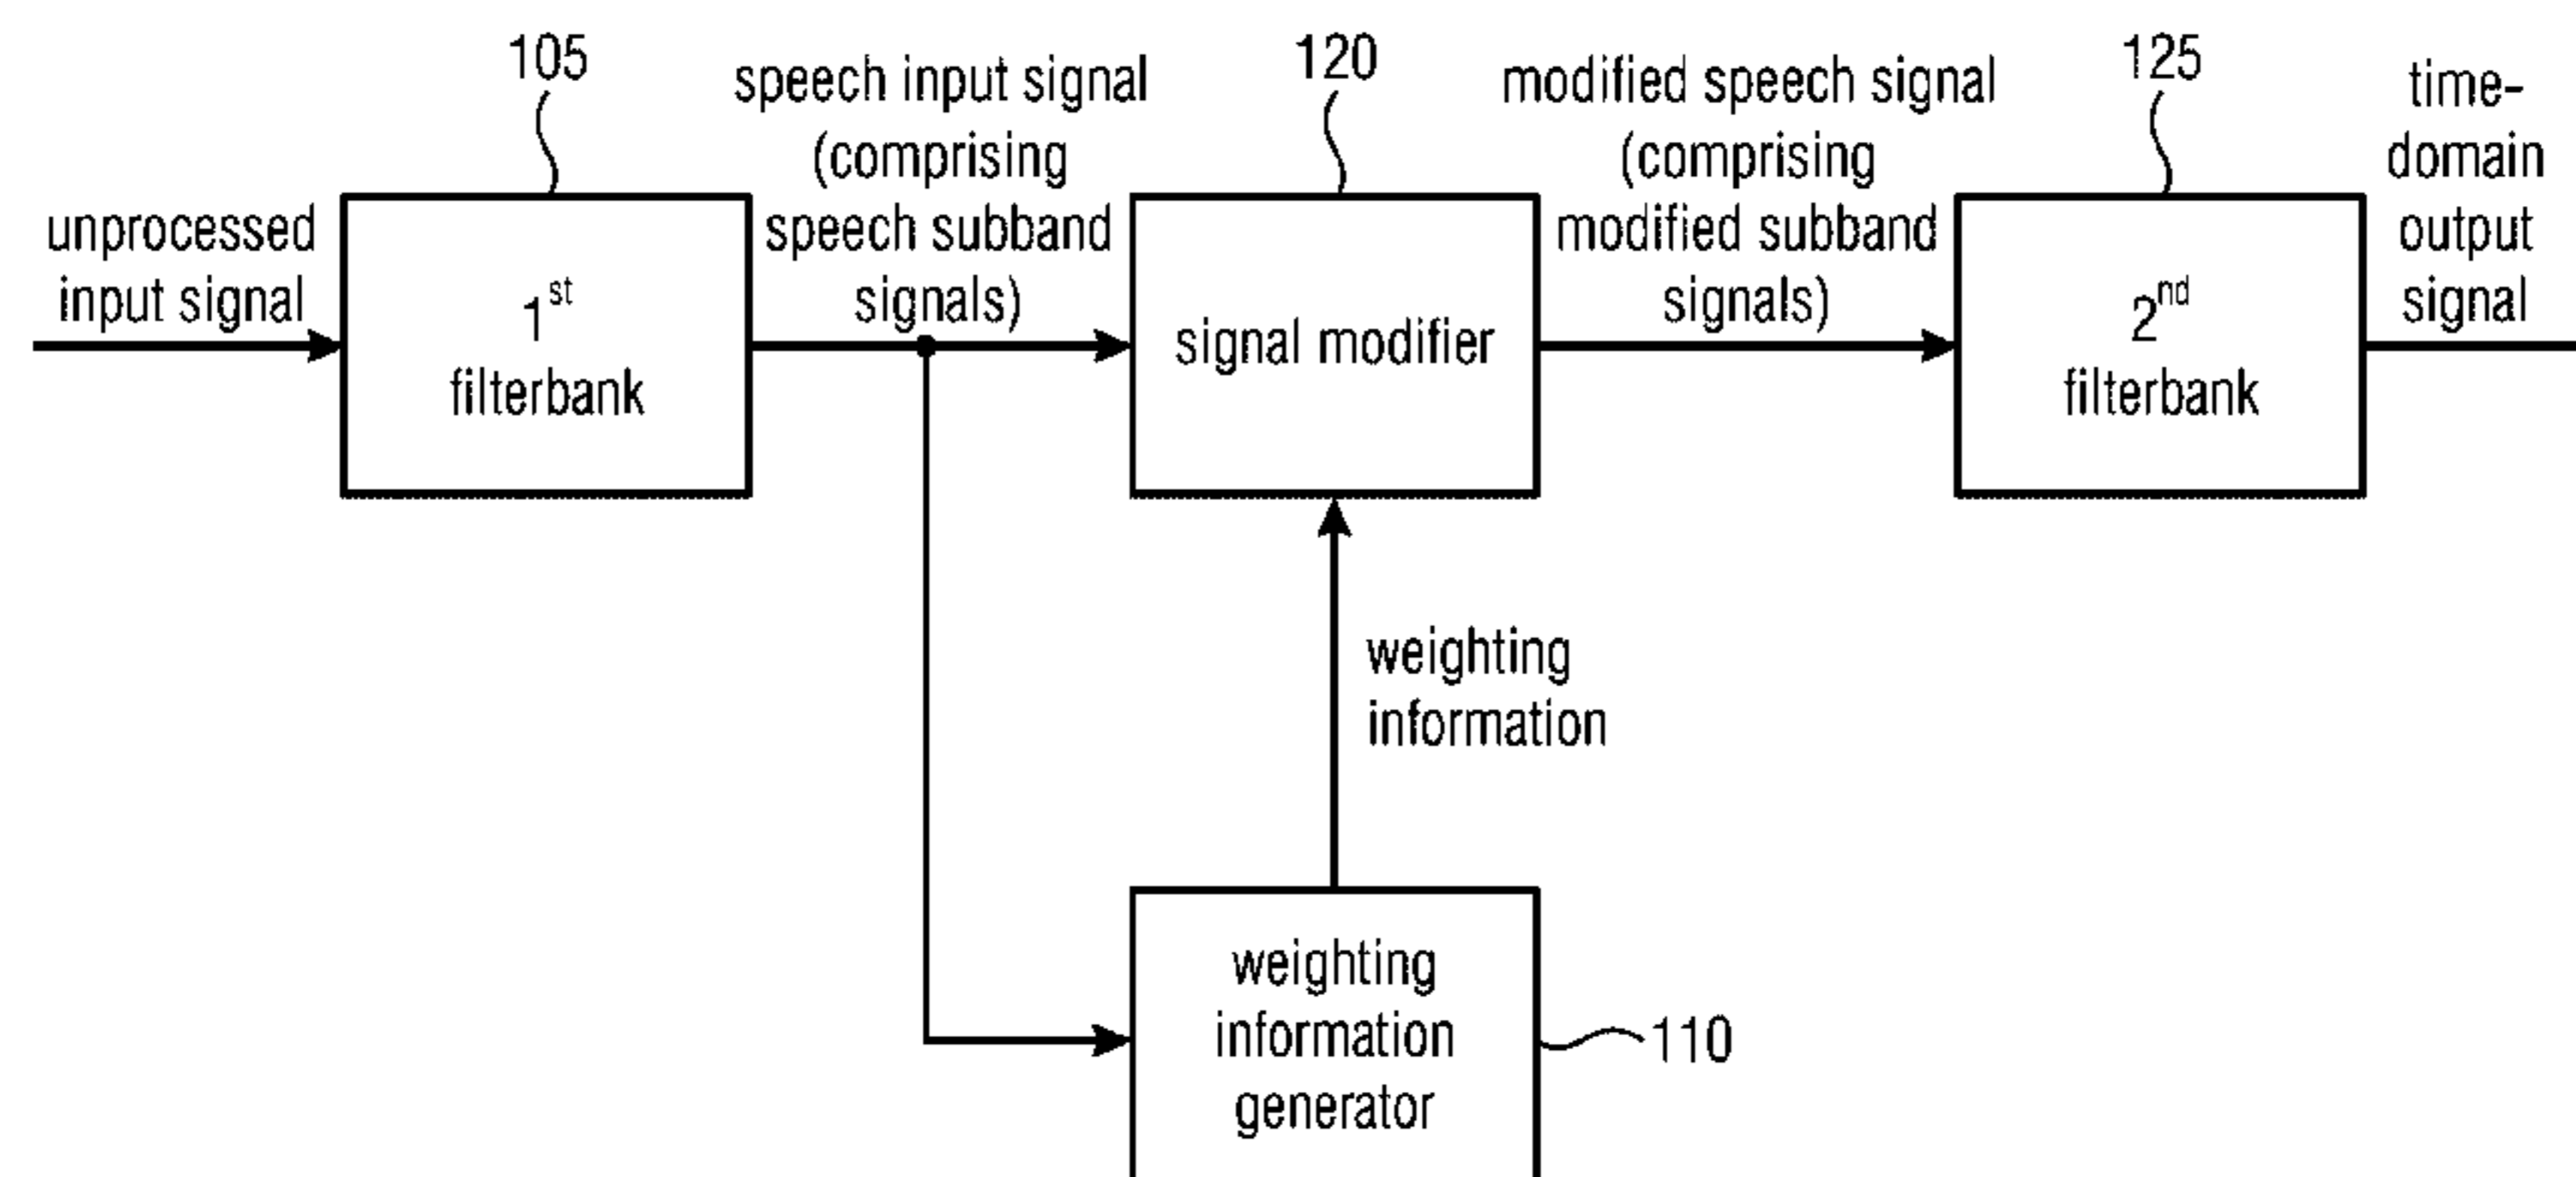 105
speech input signal
(comprising
speech subband
signals)
120
modified speech signal
(comprising
modified subband
signals)
125
time-
domain
output
signal
unprocessed
input signal
1st
filterbank
signal modifier
2nd
filterbank
weighting
information
weighting
information
generator
110